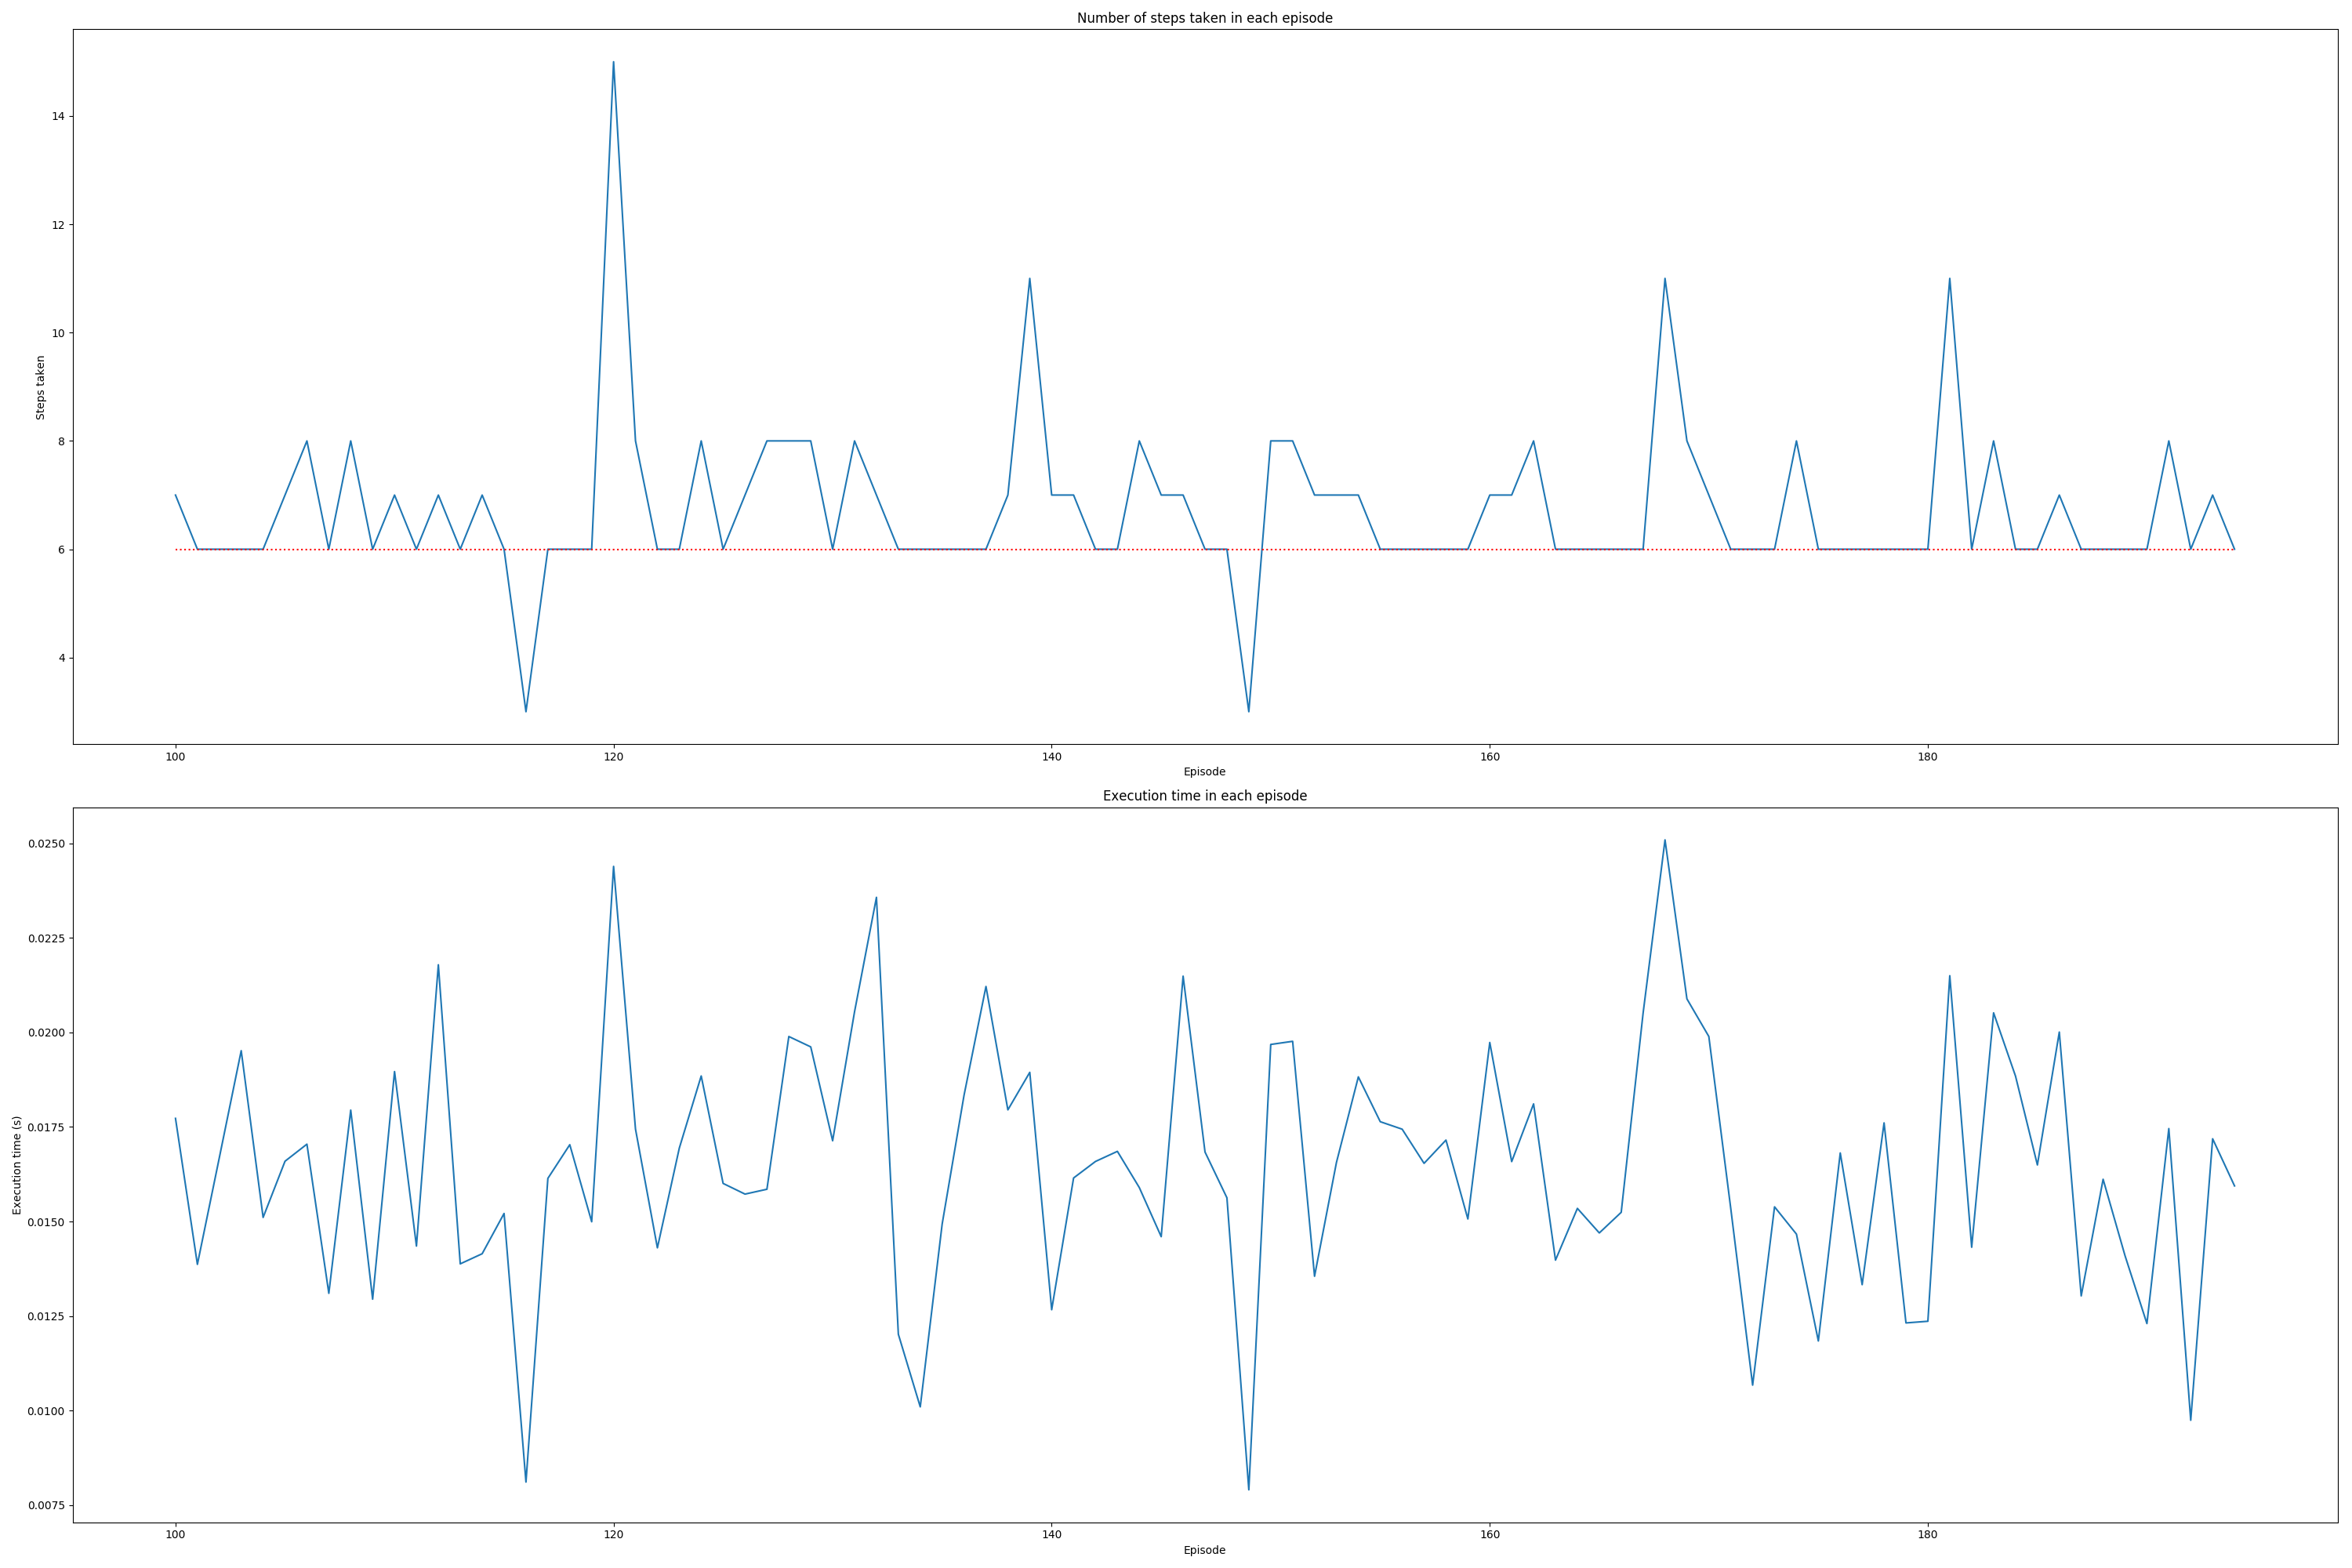 Number of steps taken in each episode
14
12
10
8
6
4
Steps taken
100 120 140 160 180
Episode
Execution time in each episode
0.0250
0.0225
0.0200
0.0175
0.0150
0.0125
0.0100
0.0075
Execution time (s)
100 120 140 160 180
Episode